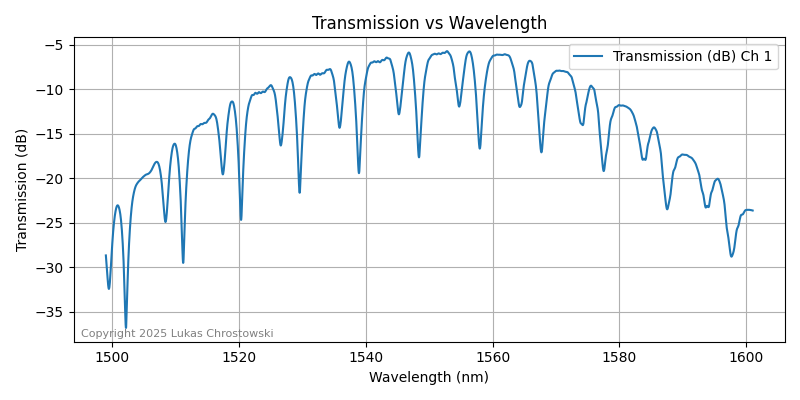 Transmission vs Wavelength
Transmission (dB) Ch 1
−5
−10
−15
−20
−25
−30
−35
Transmission (dB)
Copyright 2025 Lukas Chrostowski
1500 1520 1540 1560 1580 1600
Wavelength (nm)